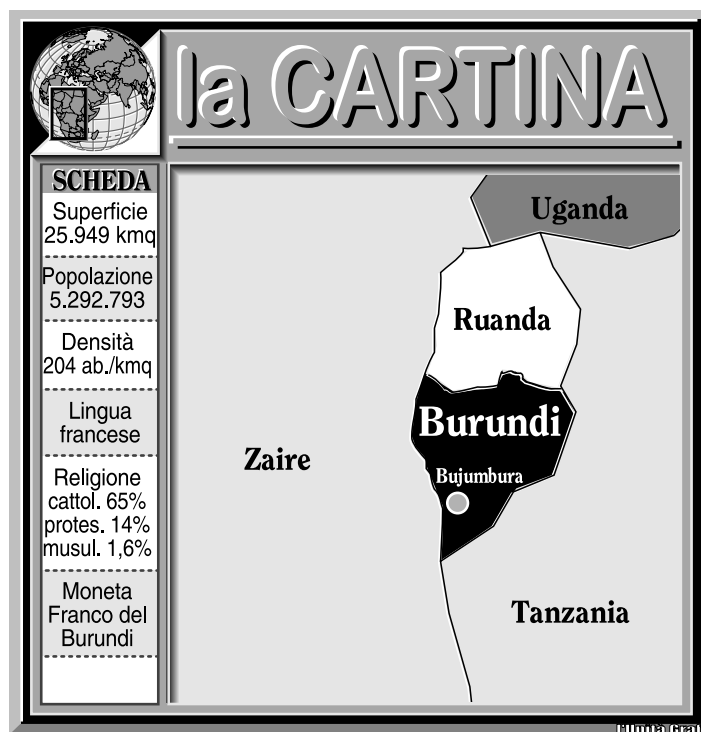 la CARTINA
SCHEDA
Superficie
25.949 kmq
Popolazione
5.292.793
Densità
204 ab./kmq
Lingua
francese
Religione
cattol. 65%
protes. 14%
musul. 1,6%
Moneta
Franco del
Burundi
Uganda
Ruanda
Burundi
Bujumbura
Zaire
Tanzania